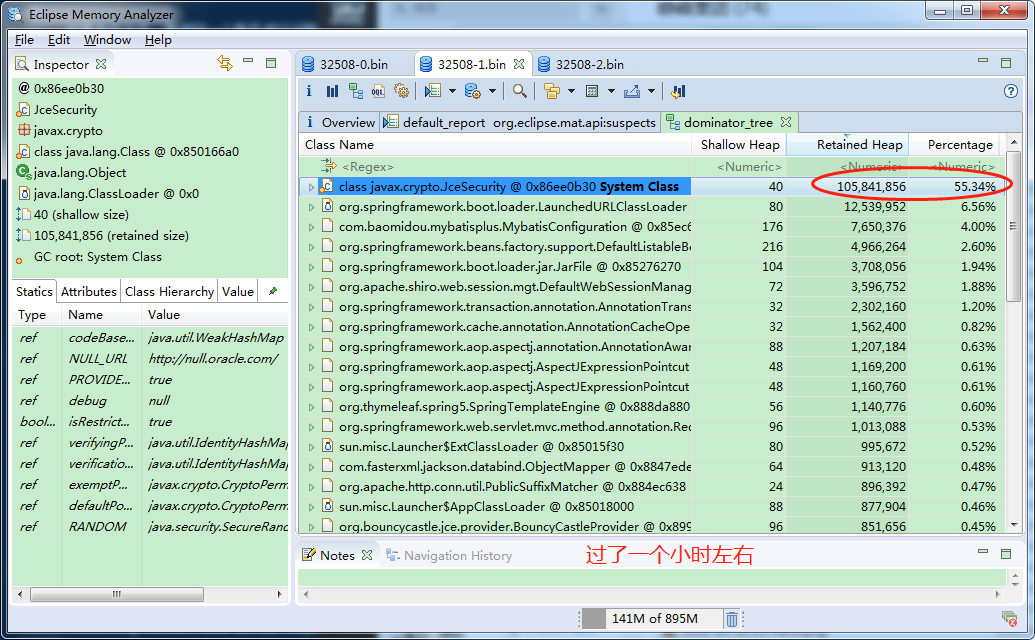 Eclipse Memory Analyzer
File Edit Window Help
Inspector
@ 0x86ee0b30
JceSecurity
javax.crypto
class java.lang.Class @ 0x850166a0
java.lang.Object
java.lang.ClassLoader @ 0x0
40 (shallow size)
105,841,856 (retained size)
GC root: System Class
Statics Attributes Class Hierarchy Value
Type Name Value
ref codeBase... java.util.WeakHashMap
ref NULL_URL http://null.oracle.com/
ref PROVIDE... true
ref debug null
bool... isRestrict... true
ref verifyingP... java.util.IdentityHashMap
ref verificatio... java.util.IdentityHashMap
ref exemptP... javax.crypto.CryptoPerm
ref defaultPo... javax.crypto.CryptoPerm
ref RANDOM java.security.SecureRanc
32508-0.bin 32508-1.bin 32508-2.bin
i Overview default_report org.eclipse.mat.api:suspects dominator_tree
Class Name Shallow Heap Retained Heap Percentage
<Regex> <Numeric> <Numeric> <Numeric>
class javax.crypto.JceSecurity @ 0x86ee0b30 System Class 40 105,841,856 55.34%
org.springframework.boot.loader.LaunchedURLClassLoader 80 12,539,952 6.56%
com.baomidou.mybatisplus.MybatisConfiguration @ 0x85ec6 176 7,650,376 4.00%
org.springframework.beans.factory.support.DefaultListableBe 216 4,966,264 2.60%
org.springframework.boot.loader.jar.JarFile @ 0x85276270 104 3,708,056 1.94%
org.apache.shiro.web.session.mgt.DefaultWebSessionManag 72 3,596,752 1.88%
org.springframework.transaction.annotation.AnnotationTrans 32 2,302,160 1.20%
org.springframework.cache.annotation.AnnotationCacheOpe 32 1,562,400 0.82%
org.springframework.aop.aspectj.annotation.AnnotationAwar 88 1,207,184 0.63%
org.springframework.aop.aspectj.AspectJExpressionPointcut 48 1,169,200 0.61%
org.springframework.aop.aspectj.AspectJExpressionPointcut 48 1,160,760 0.61%
org.thymeleaf.spring5.SpringTemplateEngine @ 0x888da880 56 1,140,776 0.60%
org.springframework.web.servlet.mvc.method.annotation.Rec 96 1,013,088 0.53%
sun.misc.Launcher$ExtClassLoader @ 0x85015f30 80 995,672 0.52%
com.fasterxml.jackson.databind.ObjectMapper @ 0x8847ede 64 913,120 0.48%
org.apache.http.conn.util.PublicSuffixMatcher @ 0x884ec638 24 896,392 0.47%
sun.misc.Launcher$AppClassLoader @ 0x85018000 88 877,904 0.46%
org.bouncycastle.jce.provider.BouncyCastleProvider @ 0x899 96 851,656 0.45%
Notes Navigation History
过了一个小时左右
141M of 895M